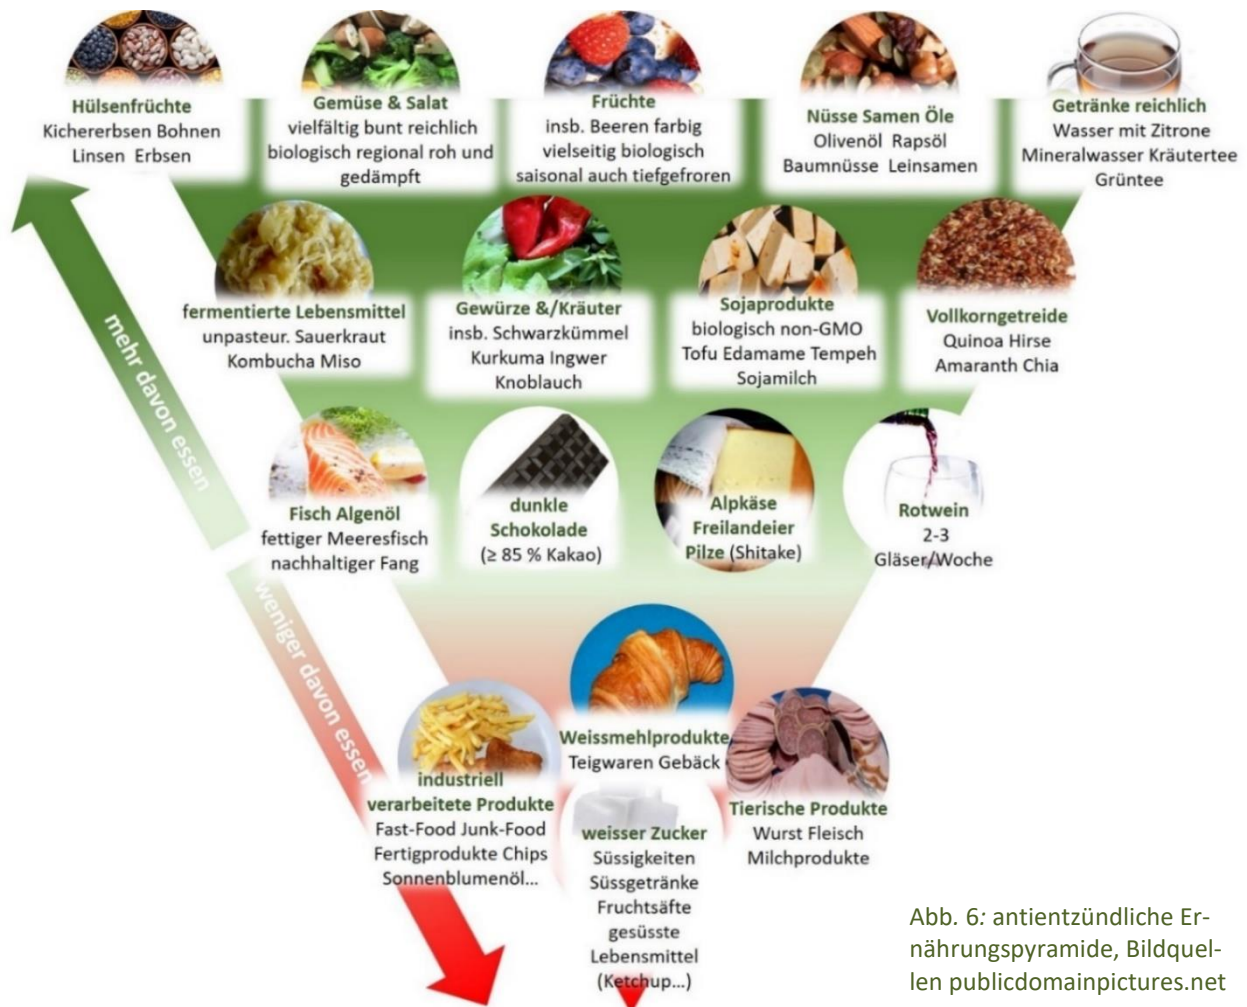 Hülsenfrüchte
Kichererbsen Bohnen
Linsen Erbsen
Gemüse & Salat
vielfältig bunt reichlich
biologisch regional roh und
gedämpft
Früchte
insb. Beeren farbig
vielseitig biologisch
saisonal auch tiefgefroren
Nüsse Samen Öle
Olivenöl Rapsöl
Baumnüsse Leinsamen
Getränke reichlich
Wasser mit Zitrone
Mineralwasser Kräutertee
Grüntee
mehr davon essen
fermentierte Lebensmittel
unpasteur. Sauerkraut
Kombucha Miso
Gewürze &/Kräuter
insb. Schwarzkümmel
Kurkuma Ingwer
Knoblauch
Sojaprodukte
biologisch non-GMO
Tofu Edamame Tempeh
Sojamilch
Vollkorngetreide
Quinoa Hirse
Amaranth Chia
Fisch Algenöl
fettiger Meeresfisch
nachhaltiger Fang
dunkle
Schokolade
(≥ 85 % Kakao)
Alpkäse
Freilandeier
Pilze (Shitake)
Rotwein
2-3
Gläser/Woche
weniger davon essen
industriell
verarbeitete Produkte
Fast-Food Junk-Food
Fertigprodukte Chips
Sonnenblumenöl...
Weissmehlprodukte
Teigwaren Gebäck
weisser Zucker
Süssigkeiten
Süssgetränke
Fruchtsäfte
gesüsste
Lebensmittel
(Ketchup...)
Tierische Produkte
Wurst Fleisch
Milchprodukte
Abb. 6: antientzündliche Er-
nährungspyramide, Bildquel-
len publicdomainpictures.net